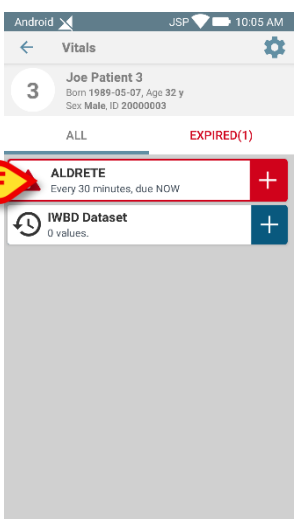 Android JSP 10:05 AM
Vitals
3
Joe Patient 3
Born 1989-05-07, Age 32 y
Sex Male, ID 20000003
ALL EXPIRED(1)
ALDRETE
Every 30 minutes, due NOW
IWBD Dataset
0 values.